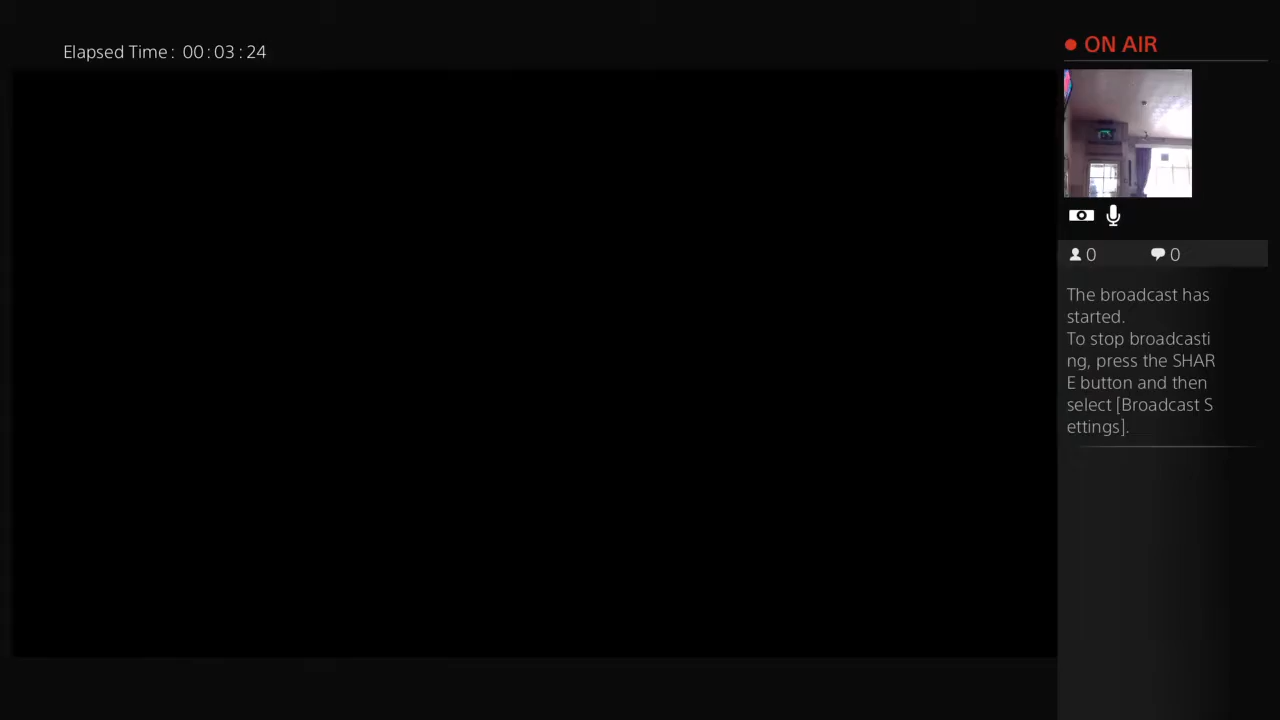 Elapsed Time: 00:03:24
ON AIR
0 0
The broadcast has
started.
To stop broadcasti
ng, press the SHAR
E button and then
select [Broadcast S
ettings].